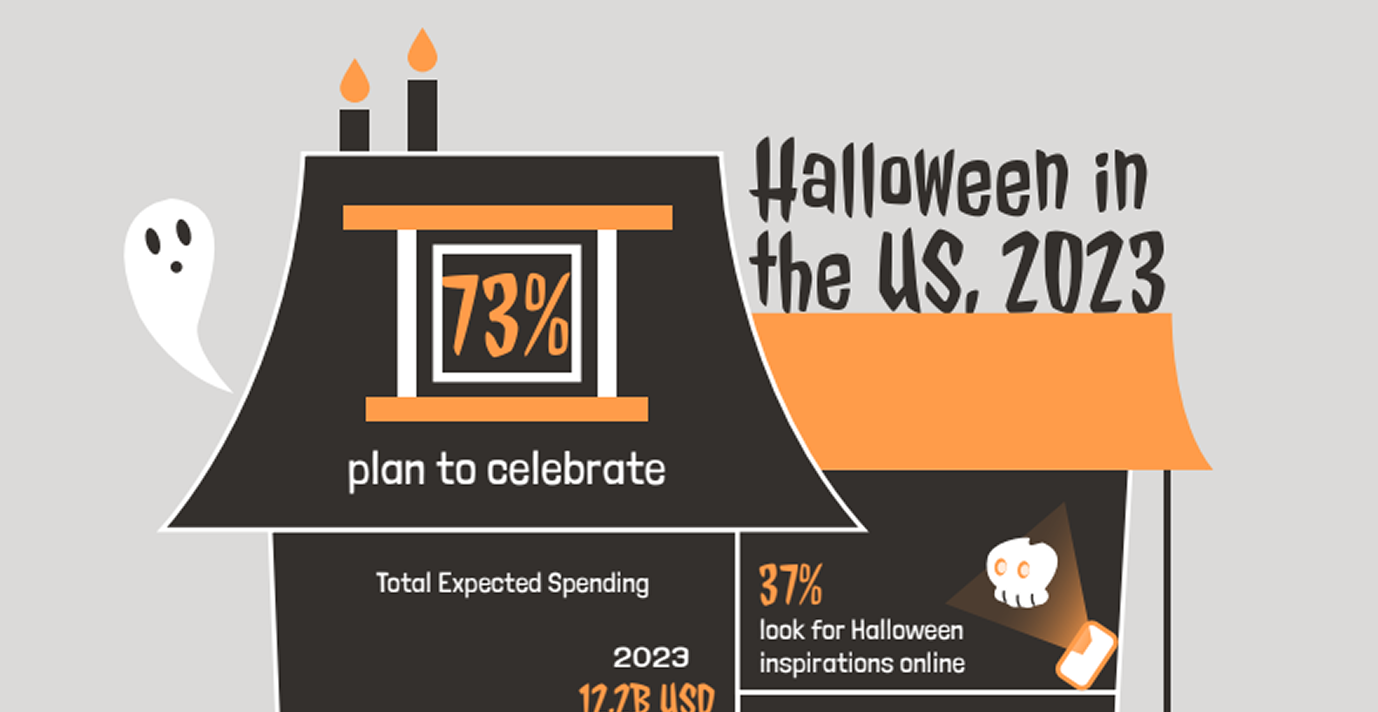 Halloween in
the US, 2023
73%
plan to celebrate
Total Expected Spending
2023
USD
37%
look for Halloween
inspirations online